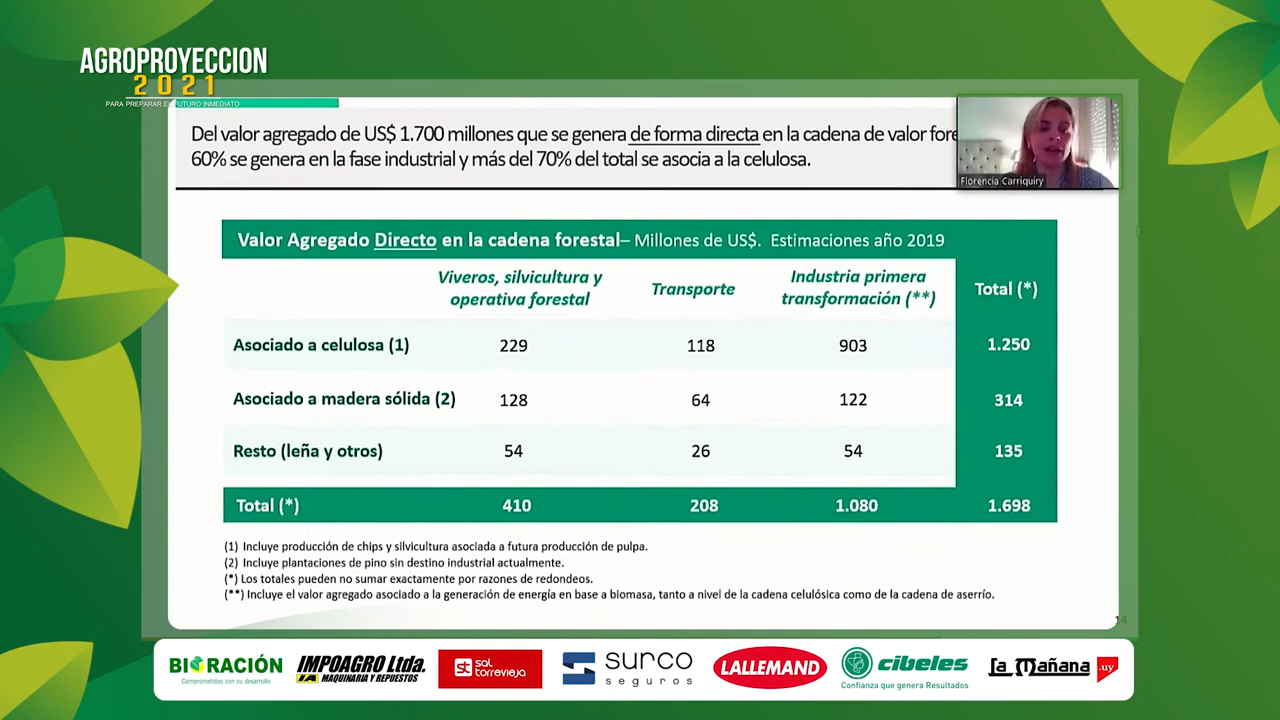 AGROPROYECCION
2021
PARA PREPARAR EL FUTURO INMEDIATO
Del valor agregado de US$ 1.700 millones que se genera de forma directa en la cadena de valor
60% se genera en la fase industrial y más del 70% del total se asocia a la celulosa.
Florencia Carriquiry
Valor Agregado Directo en la cadena forestal– Millones de US$. Estimaciones año 2019
Viveros, silvicultura y operativa forestal
Transporte
Industria primera transformación (**)
Total (*)
Asociado a celulosa (1) 229 118 903 1.250
Asociado a madera sólida (2) 128 64 122 314
Resto (leña y otros) 54 26 54 135
Total (*) 410 208 1.080 1.698
(1) Incluye producción de chips y silvicultura asociada a futura producción de pulpa.
(2) Incluye plantaciones de pino sin destino industrial actualmente.
(*) Los totales pueden no sumar exactamente por razones de redondeos.
(**) Incluye el valor agregado asociado a la generación de energía en base a biomasa, tanto a nivel de la cadena celulósica como de la cadena de aserrío.
14
BIORACIÓN
Comprometidos con su desarrollo
IMPOAGRO Ltda.
IA MAQUINARIA Y REPUESTOS
st sal torrevieja
surco
seguros
LALLEMAND
cibeles
Confianza que genera Resultados
La Mañana .uy